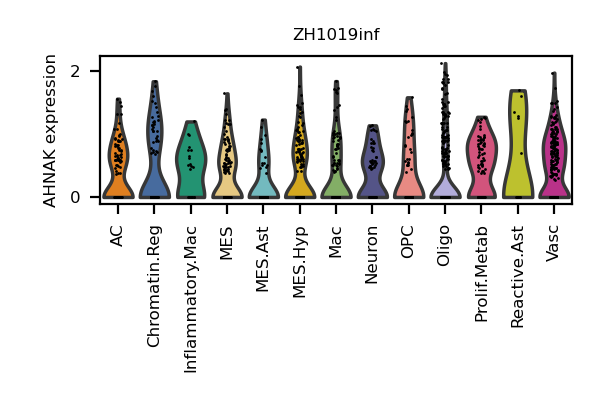 ZH1019inf
AHNAK expression
2
0
AC
Chromatin.Reg
Inflammatory.Mac
MES
MES.Ast
MES.Hyp
Mac
Neuron
OPC
Oligo
Prolif.Metab
Reactive.Ast
Vasc